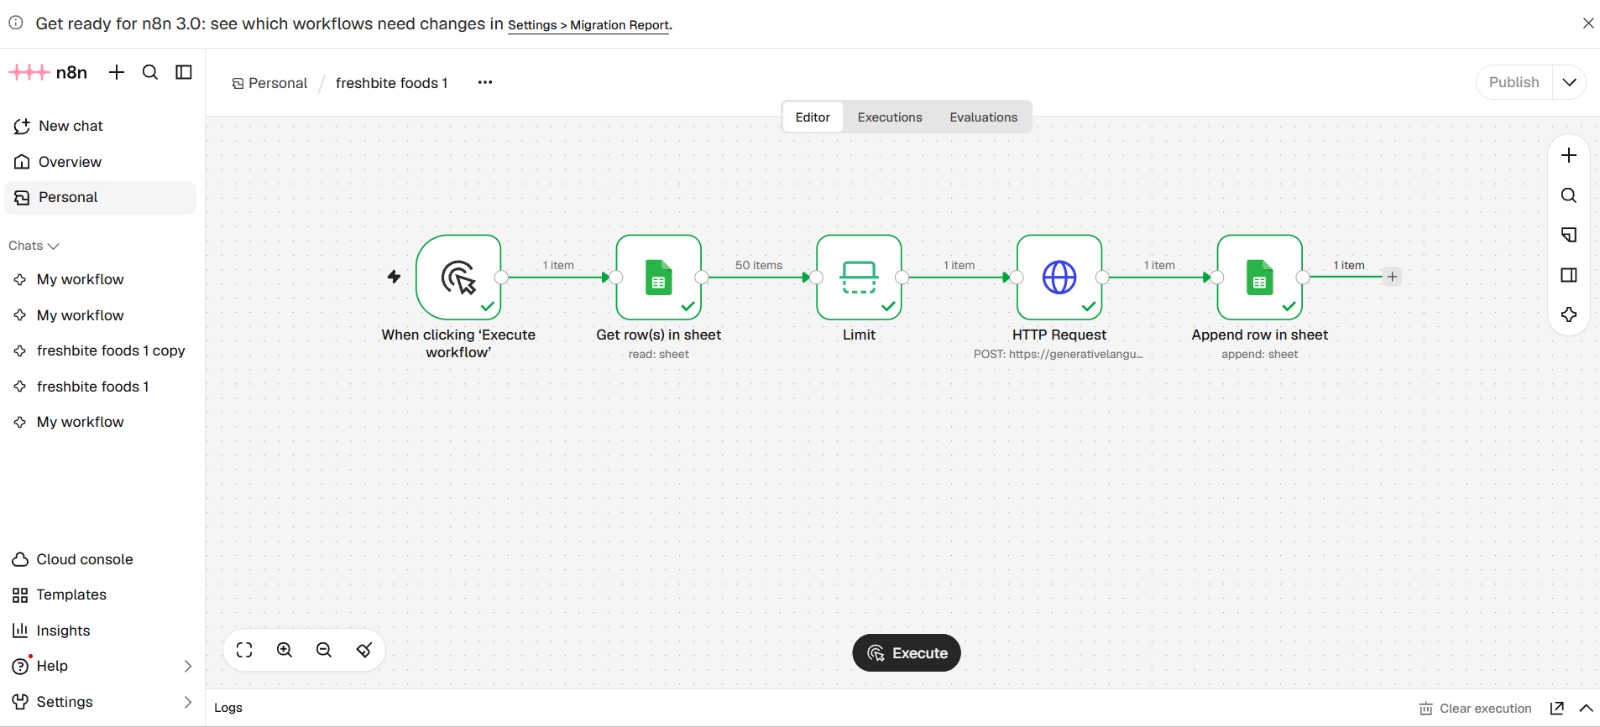 Get ready for n8n 3.0: see which workflows need changes in Settings > Migration Report.
n8n
Personal / freshbite foods 1 •••
Publish
Editor Executions Evaluations
New chat
Overview
Personal
Chats
My workflow
My workflow
freshbite foods 1 copy
freshbite foods 1
My workflow
Cloud console
Templates
Insights
Help
Settings
1 item
50 items
1 item
1 item
1 item
When clicking ‘Execute
workflow’
Get row(s) in sheet
read: sheet
Limit
HTTP Request
POST: https://generativelangu...
Append row in sheet
append: sheet
Execute
Logs
Clear execution